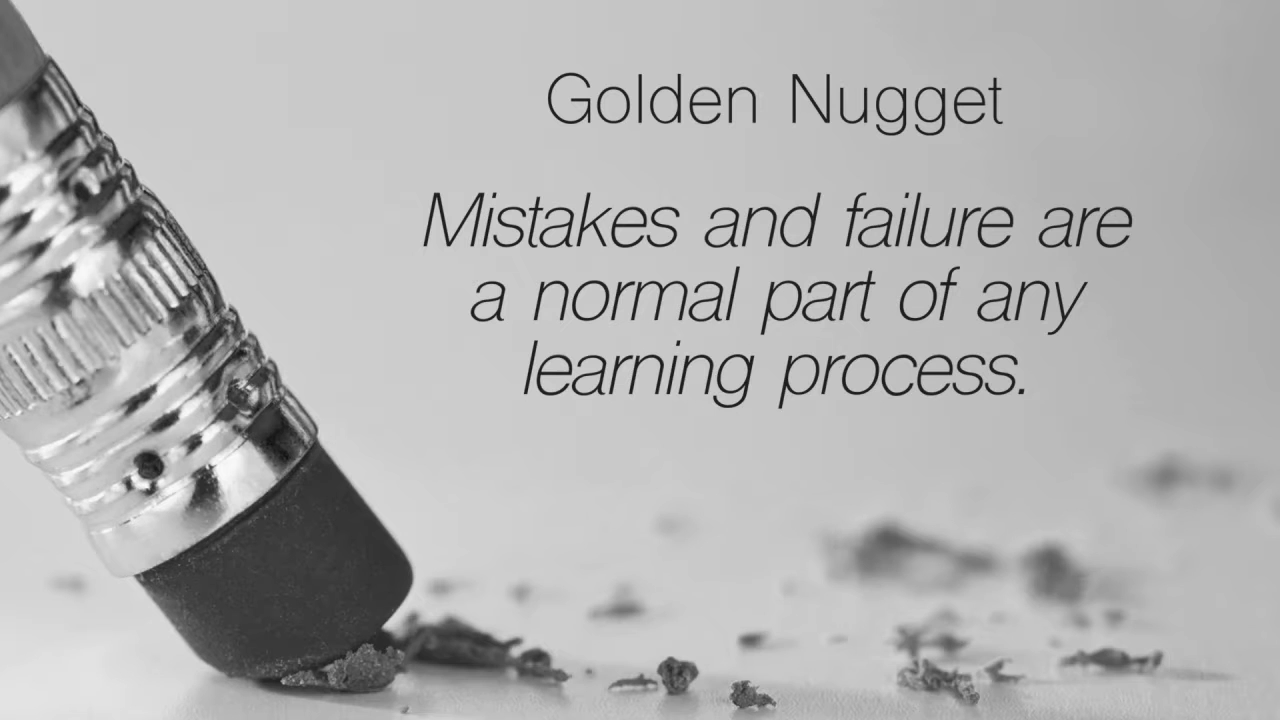 Golden Nugget
Mistakes and failure are
a normal part of any
learning process.